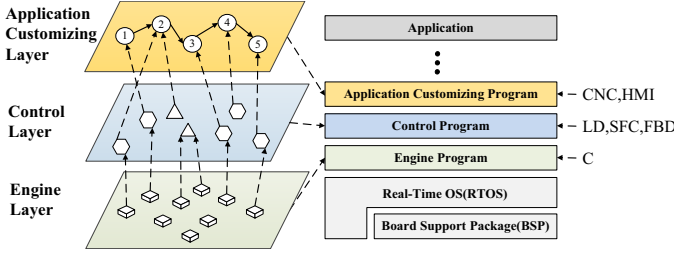 Application
Customizing
Layer
1
2
3
4
5
Control
Layer
Engine
Layer
Application
Application Customizing Program
CNC,HMI
Control Program
LD,SFC,FBD
Engine Program
C
Real-Time OS(RTOS)
Board Support Package(BSP)